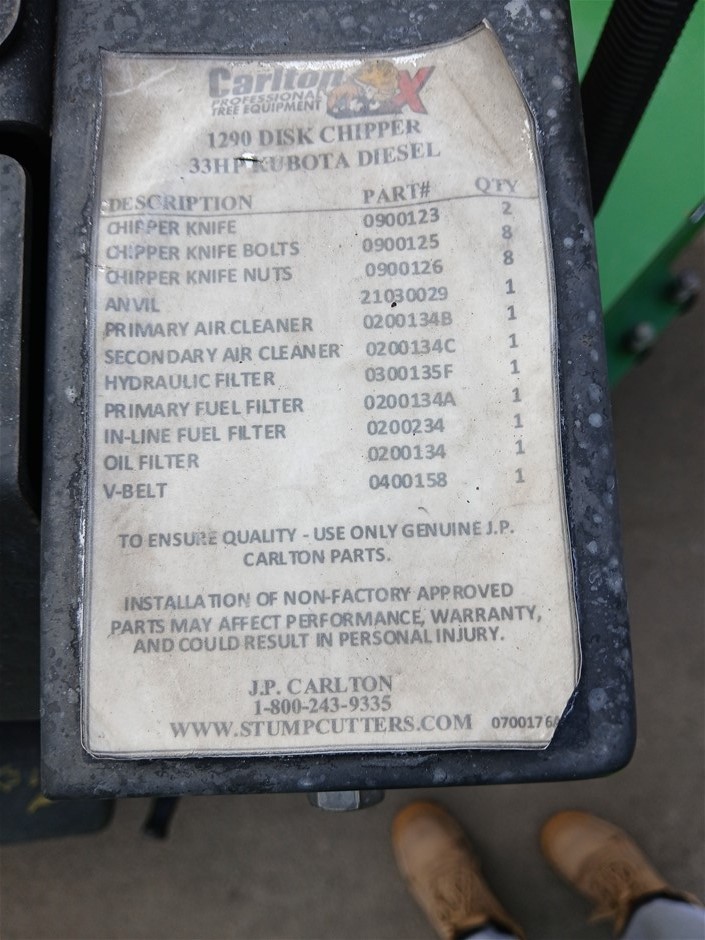 Carlton OX
PROFESSIONAL
TREE EQUIPMENT
1290 DISK CHIPPER
33HP KUBOTA DIESEL
DESCRIPTION PART# QTY
CHIPPER KNIFE 0900123 2
CHIPPER KNIFE BOLTS 0900125 8
CHIPPER KNIFE NUTS 0900126 8
ANVIL 21030029 1
PRIMARY AIR CLEANER 0200134B 1
SECONDARY AIR CLEANER 0200134C 1
HYDRAULIC FILTER 0300135F 1
PRIMARY FUEL FILTER 0200134A 1
IN-LINE FUEL FILTER 0200234 1
OIL FILTER 0200134 1
V-BELT 0400158 1
TO ENSURE QUALITY - USE ONLY GENUINE J.P.
CARLTON PARTS.
INSTALLATION OF NON-FACTORY APPROVED
PARTS MAY AFFECT PERFORMANCE, WARRANTY,
AND COULD RESULT IN PERSONAL INJURY.
J.P. CARLTON
1-800-243-9335
WWW.STUMPCUTTERS.COM 0700176A